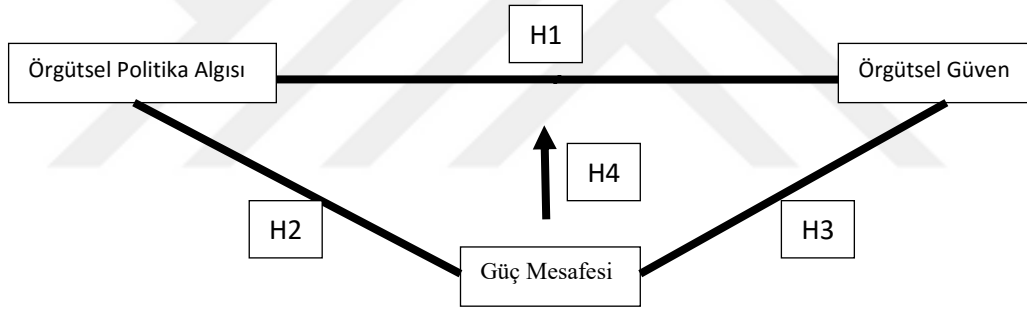 H1
Örgütsel Politika Algısı
Örgütsel Güven
H4
H2
H3
Güç Mesafesi